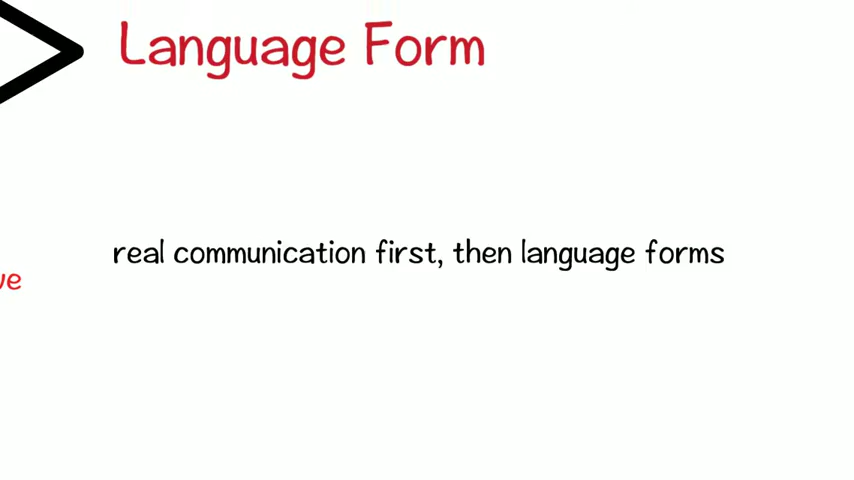 Language Form
real communication first, then language forms